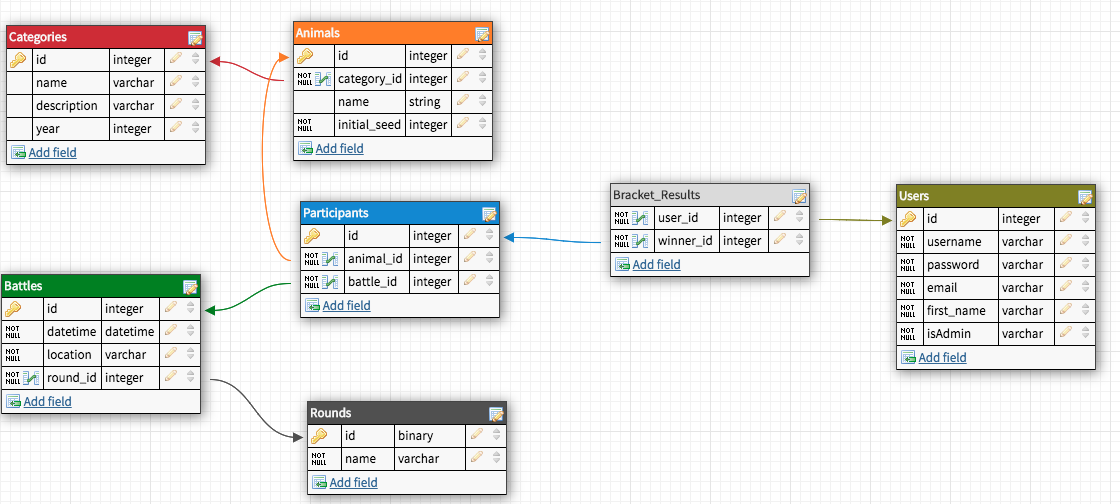 Categories
id integer
name varchar
description varchar
year integer
Add field
Animals
id integer
NOT NULL category_id integer
name string
NOT NULL initial_seed integer
Add field
Participants
id integer
NOT NULL animal_id integer
NOT NULL battle_id integer
Add field
Bracket_Results
NOT NULL user_id integer
NOT NULL winner_id integer
Add field
Users
id integer
NOT NULL username varchar
NOT NULL password varchar
NOT NULL email varchar
NOT NULL first_name varchar
NOT NULL isAdmin varchar
Add field
Battles
id integer
NOT NULL datetime datetime
NOT NULL location varchar
NOT NULL round_id integer
Add field
Rounds
id binary
NOT NULL name varchar
Add field